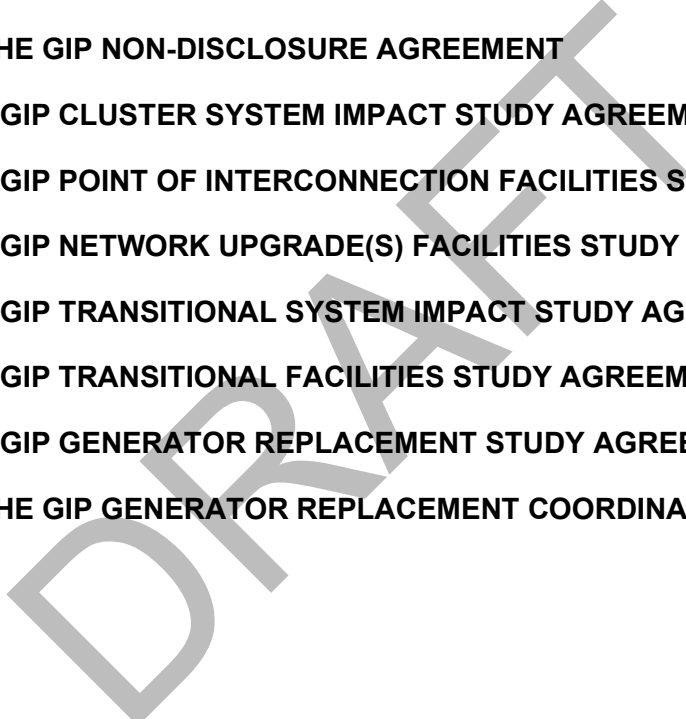 HE GIP NON-DISCLOSURE AGREEMENT
GIP CLUSTER SYSTEM IMPACT STUDY AGREEM
GIP POINT OF INTERCONNECTION FACILITIES S
GIP NETWORK UPGRADE(S) FACILITIES STUDY
GIP TRANSITIONAL SYSTEM IMPACT STUDY AG
GIP TRANSITIONAL FACILITIES STUDY AGREEM
GIP GENERATOR REPLACEMENT STUDY AGREE
HE GIP GENERATOR REPLACEMENT COORDINA
DRAFT